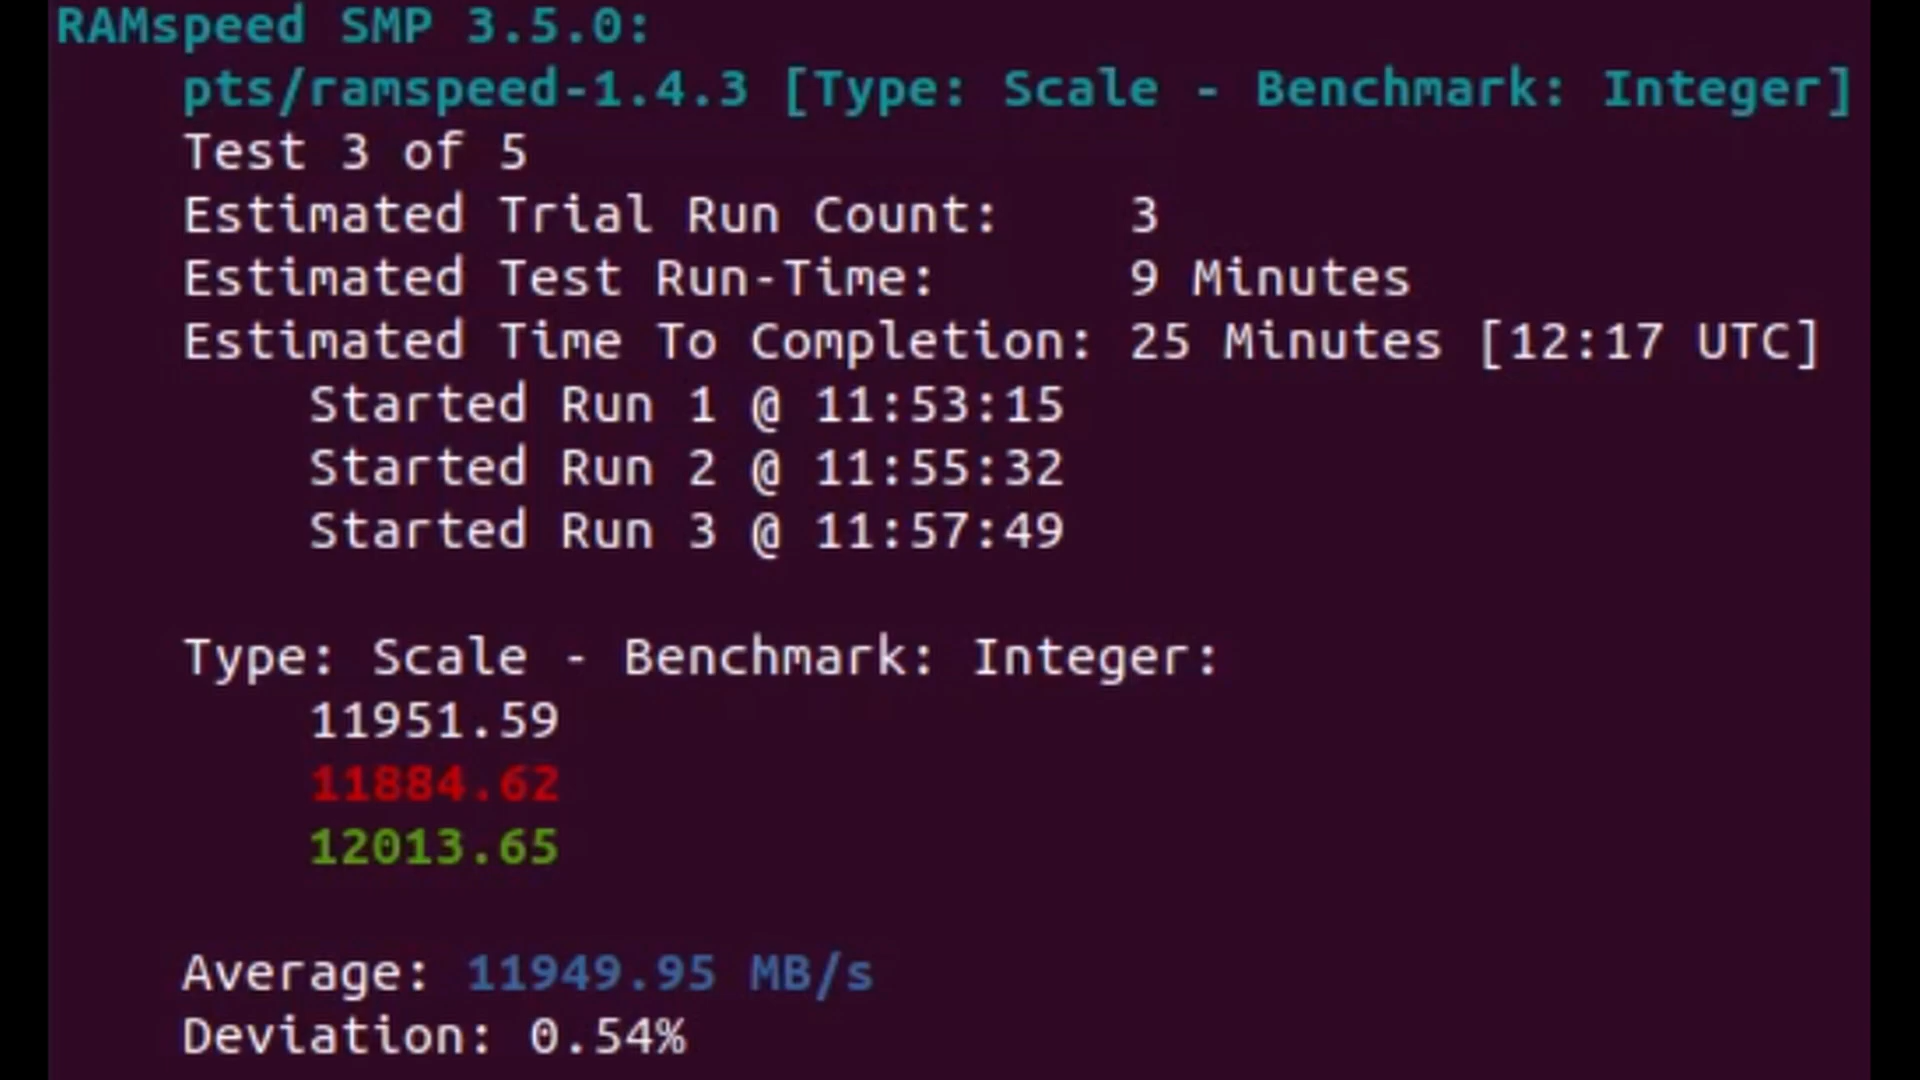 RAMspeed SMP 3.5.0:
pts/ramspeed-1.4.3 [Type: Scale - Benchmark: Integer]
Test 3 of 5
Estimated Trial Run Count: 3
Estimated Test Run-Time: 9 Minutes
Estimated Time To Completion: 25 Minutes [12:17 UTC]
Started Run 1 @ 11:53:15
Started Run 2 @ 11:55:32
Started Run 3 @ 11:57:49
Type: Scale - Benchmark: Integer:
11951.59
11884.62
12013.65
Average: 11949.95 MB/s
Deviation: 0.54%